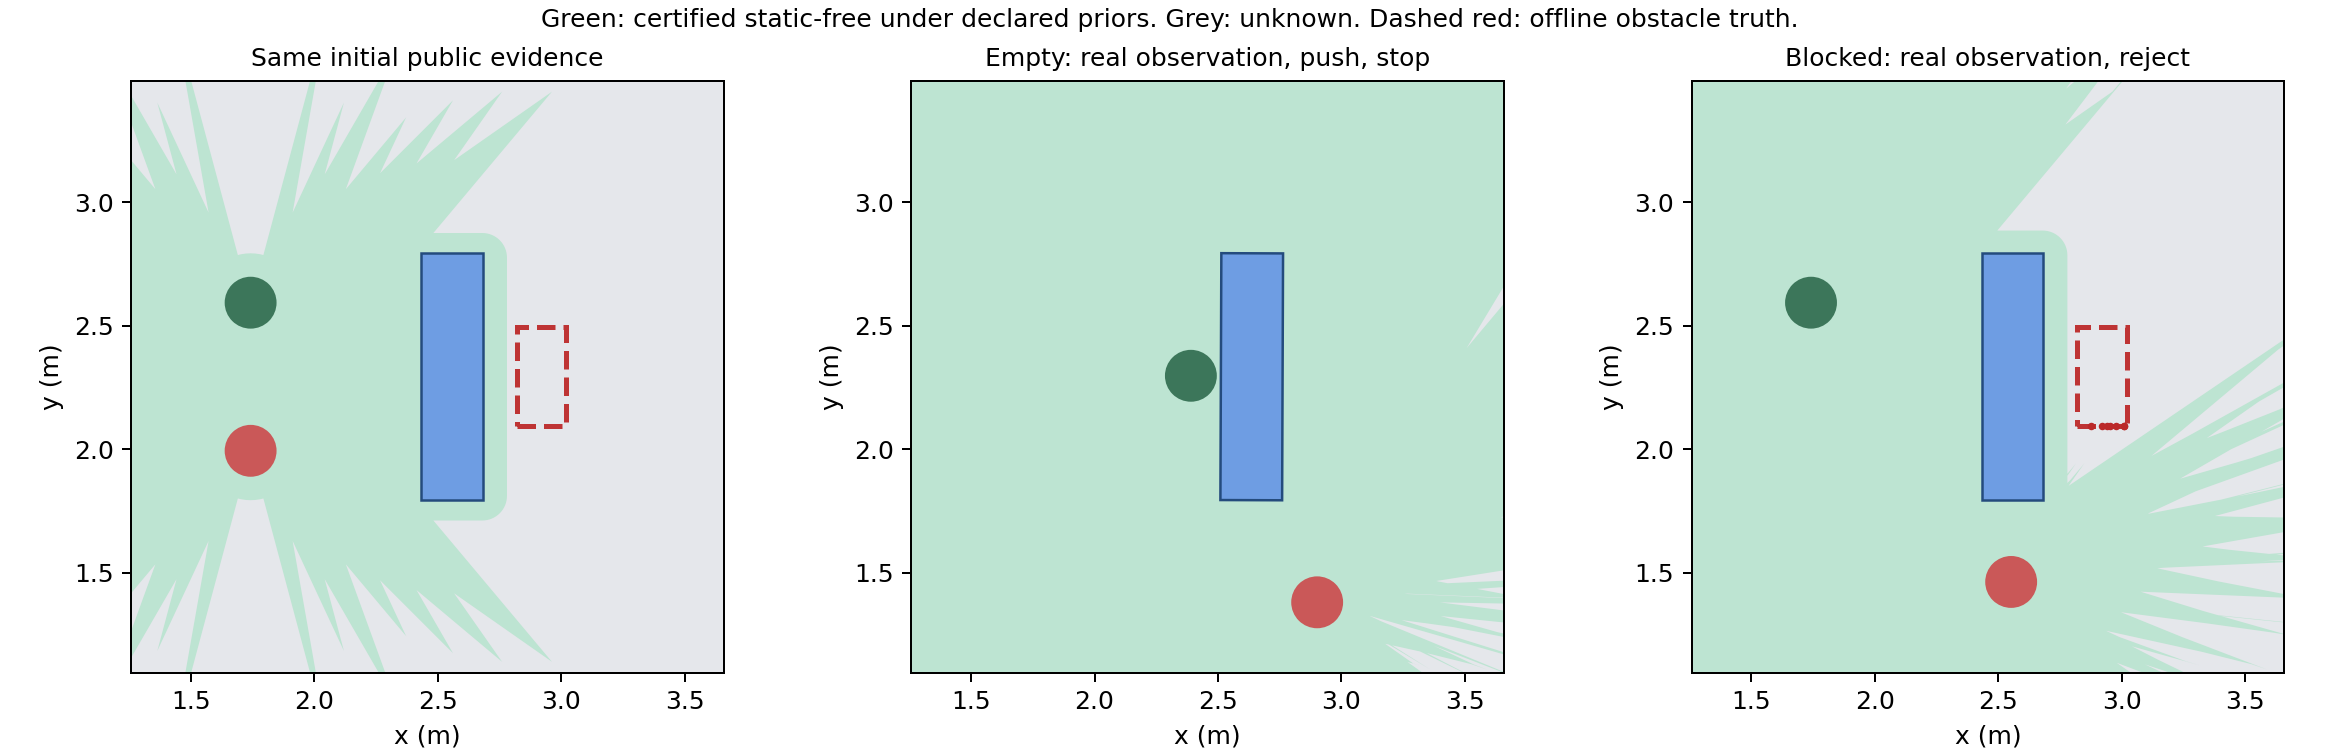 Green: certified static-free under declared priors. Grey: unknown. Dashed red: offline obstacle truth.
Same initial public evidence
Empty: real observation, push, stop
Blocked: real observation, reject
y (m)
3.0
2.5
2.0
1.5
1.5 2.0 2.5 3.0 3.5
x (m)
y (m)
3.0
2.5
2.0
1.5
1.5 2.0 2.5 3.0 3.5
x (m)
y (m)
3.0
2.5
2.0
1.5
1.5 2.0 2.5 3.0 3.5
x (m)